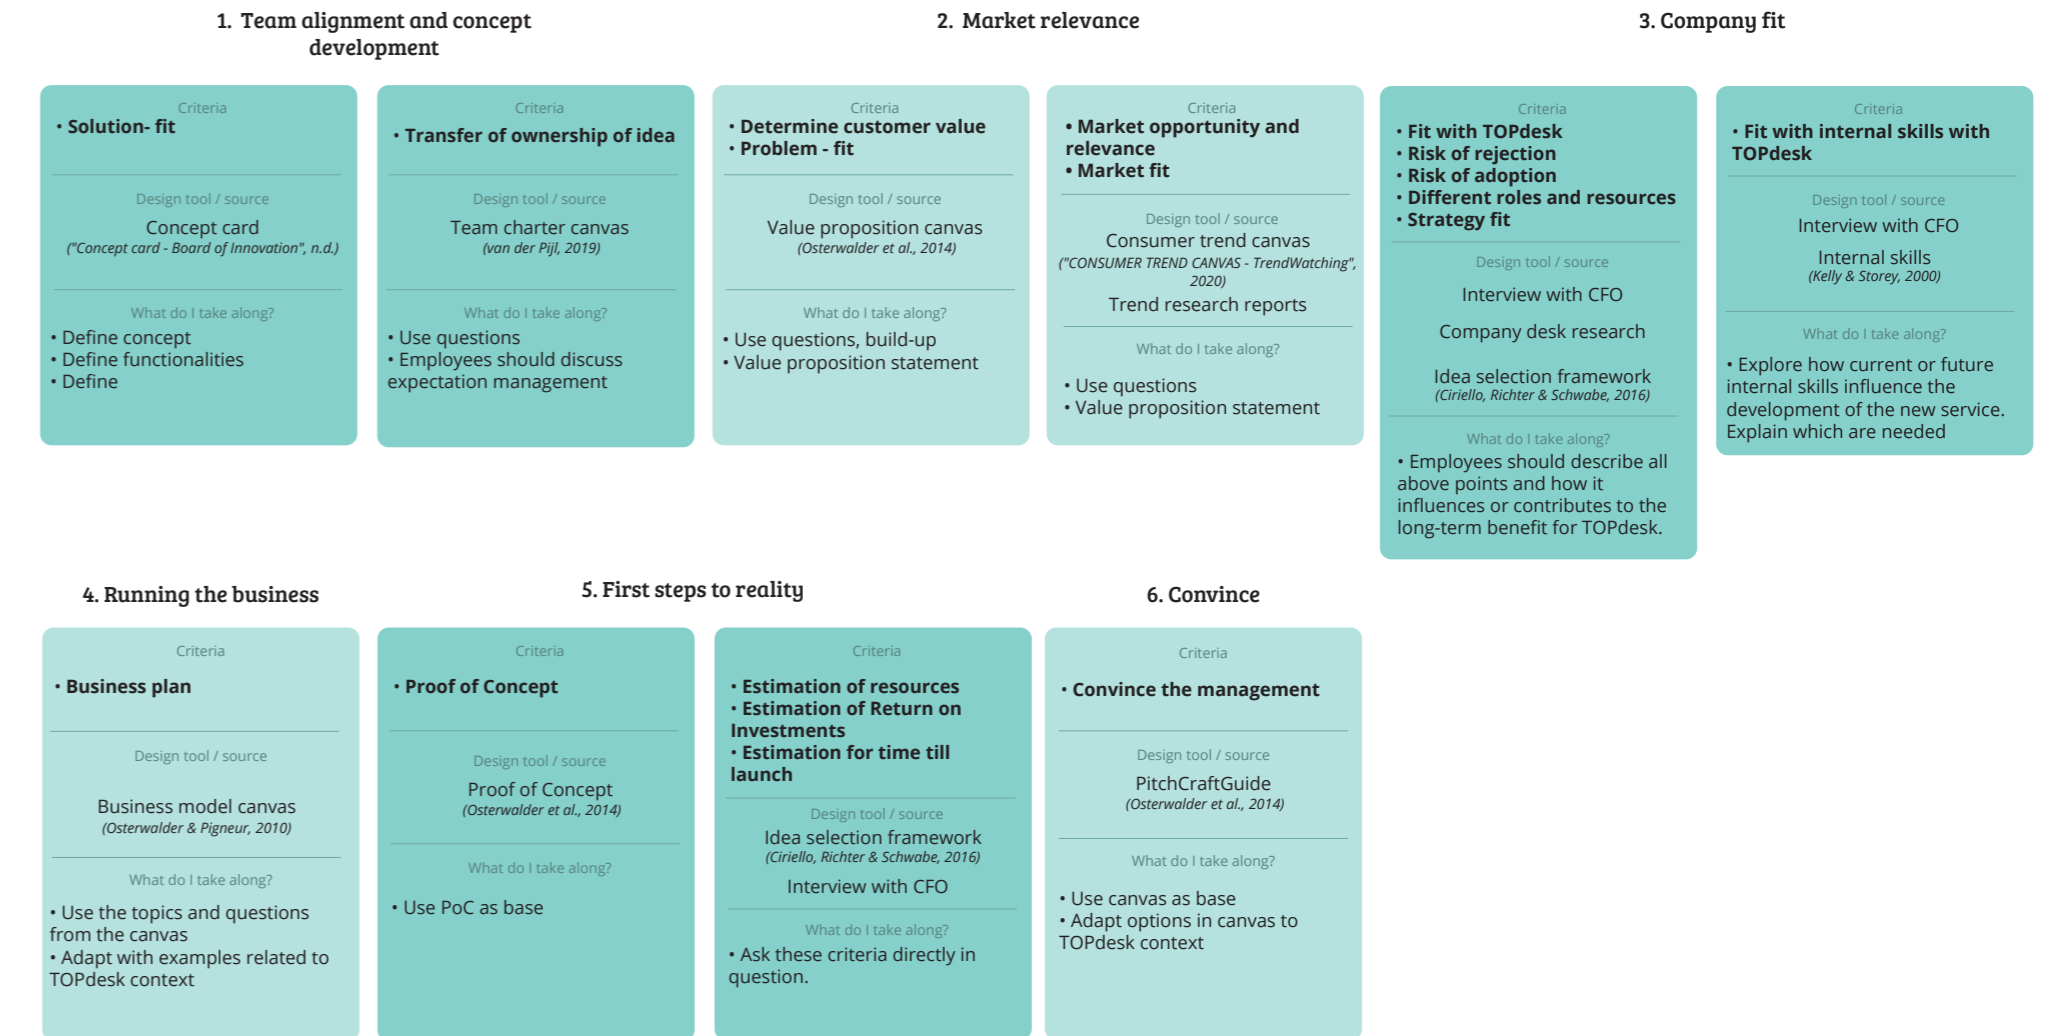 1. Team alignment and concept
development
Criteria
• Solution- fit
Design tool / source
Concept card
("Concept card - Board of Innovation", n.d.)
What do I take along?
• Define concept
• Define functionalities
• Define
Criteria
• Transfer of ownership of idea
Design tool / source
Team charter canvas
(van der Pijl, 2019)
What do I take along?
• Use questions
• Employees should discuss
expectation management
2. Market relevance
Criteria
• Determine customer value
• Problem - fit
Design tool / source
Value proposition canvas
(Osterwalder et al., 2014)
What do I take along?
• Use questions, build-up
• Value proposition statement
Criteria
• Market opportunity and
relevance
• Market fit
Design tool / source
Consumer trend canvas
("CONSUMER TREND CANVAS - TrendWatching",
2020)
Trend research reports
What do I take along?
• Use questions
• Value proposition statement
3. Company fit
Criteria
• Fit with TOPdesk
• Risk of rejection
• Risk of adoption
• Different roles and resources
• Strategy fit
Design tool / source
Interview with CFO
Company desk research
Idea selection framework
(Ciriello, Richter & Schwabe, 2016)
What do I take along?
• Employees should describe all
above points and how it
influences or contributes to the
long-term benefit for TOPdesk.
Criteria
• Fit with internal skills with
TOPdesk
Design tool / source
Interview with CFO
Internal skills
(Kelly & Storey, 2000)
What do I take along?
• Explore how current or future
internal skills influence the
development of the new service.
Explain which are needed
4. Running the business
Criteria
• Business plan
Design tool / source
Business model canvas
(Osterwalder & Pigneur, 2010)
What do I take along?
• Use the topics and questions
from the canvas
• Adapt with examples related to
TOPdesk context
5. First steps to reality
Criteria
• Proof of Concept
Design tool / source
Proof of Concept
(Osterwalder et al., 2014)
What do I take along?
• Use PoC as base
Criteria
• Estimation of resources
• Estimation of Return on
Investments
• Estimation for time till
launch
Design tool / source
Idea selection framework
(Ciriello, Richter & Schwabe, 2016)
Interview with CFO
What do I take along?
• Ask these criteria directly in
question.
6. Convince
Criteria
• Convince the management
Design tool / source
PitchCraftGuide
(Osterwalder et al., 2014)
What do I take along?
• Use canvas as base
• Adapt options in canvas to
TOPdesk context